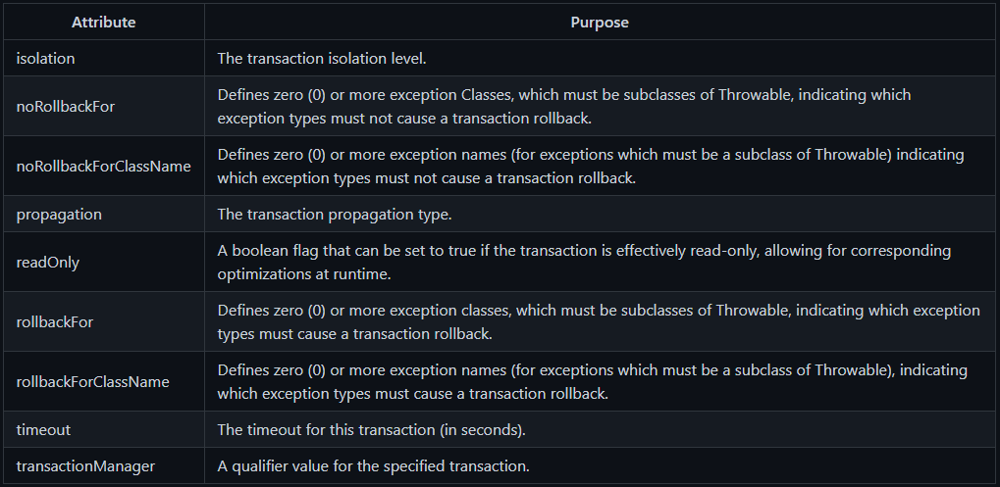 Attribute Purpose
isolation The transaction isolation level.
noRollbackFor Defines zero (0) or more exception Classes, which must be subclasses of Throwable, indicating which
exception types must not cause a transaction rollback.
noRollbackForClassName Defines zero (0) or more exception names (for exceptions which must be a subclass of Throwable) indicating
which exception types must not cause a transaction rollback.
propagation The transaction propagation type.
readOnly A boolean flag that can be set to true if the transaction is effectively read-only, allowing for corresponding
optimizations at runtime.
rollbackFor Defines zero (0) or more exception classes, which must be subclasses of Throwable, indicating which exception
types must cause a transaction rollback.
rollbackForClassName Defines zero (0) or more exception names (for exceptions which must be a subclass of Throwable), indicating
which exception types must cause a transaction rollback.
timeout The timeout for this transaction (in seconds).
transactionManager A qualifier value for the specified transaction.